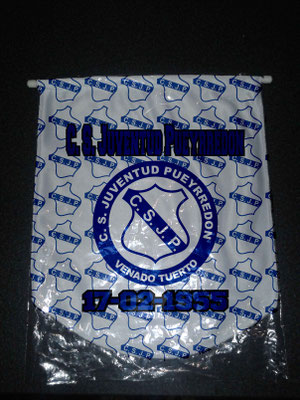 C. S. JUVENTUD PUEYRREDON
C. S. JUVENTUD PUEYRREDON
C.S.J.P.
VENADO TUERTO
17-02-1955